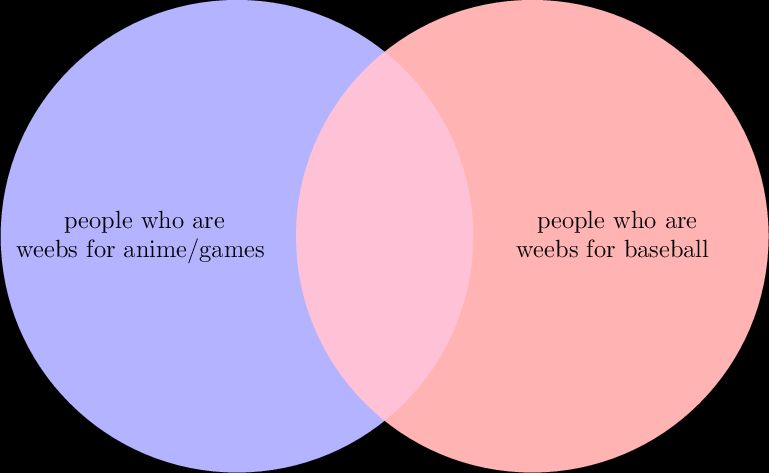 people who are
weebs for anime/games
people who are
weebs for baseball